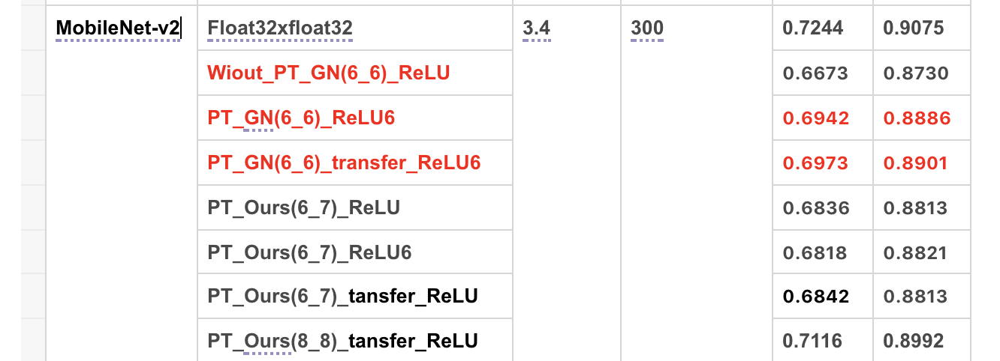 MobileNet-v2 Float32xfloat32 3.4 300 0.7244 0.9075
Wiout_PT_GN(6_6)_ReLU 0.6673 0.8730
PT_GN(6_6)_ReLU6 0.6942 0.8886
PT_GN(6_6)_transfer_ReLU6 0.6973 0.8901
PT_Ours(6_7)_ReLU 0.6836 0.8813
PT_Ours(6_7)_ReLU6 0.6818 0.8821
PT_Ours(6_7)_tansfer_ReLU 0.6842 0.8813
PT_Ours(8_8)_tansfer_ReLU 0.7116 0.8992